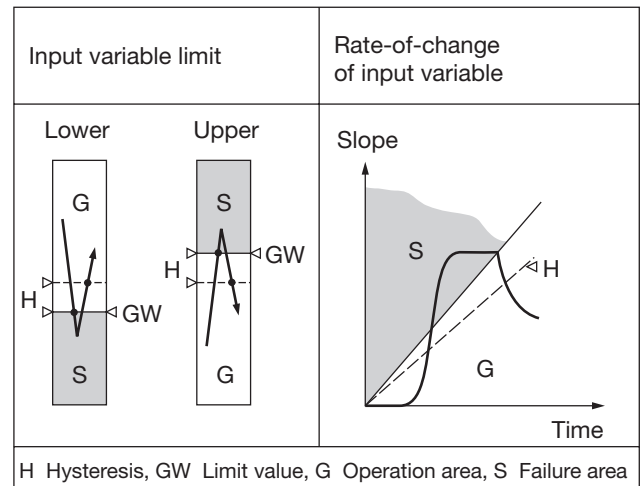 Input variable limit
Rate-of-change
of input variable
Lower
Upper
G
S
H
GW
S
H
GW
G
Slope
S
H
G
Time
H Hysteresis, GW Limit value, G Operation area, S Failure area